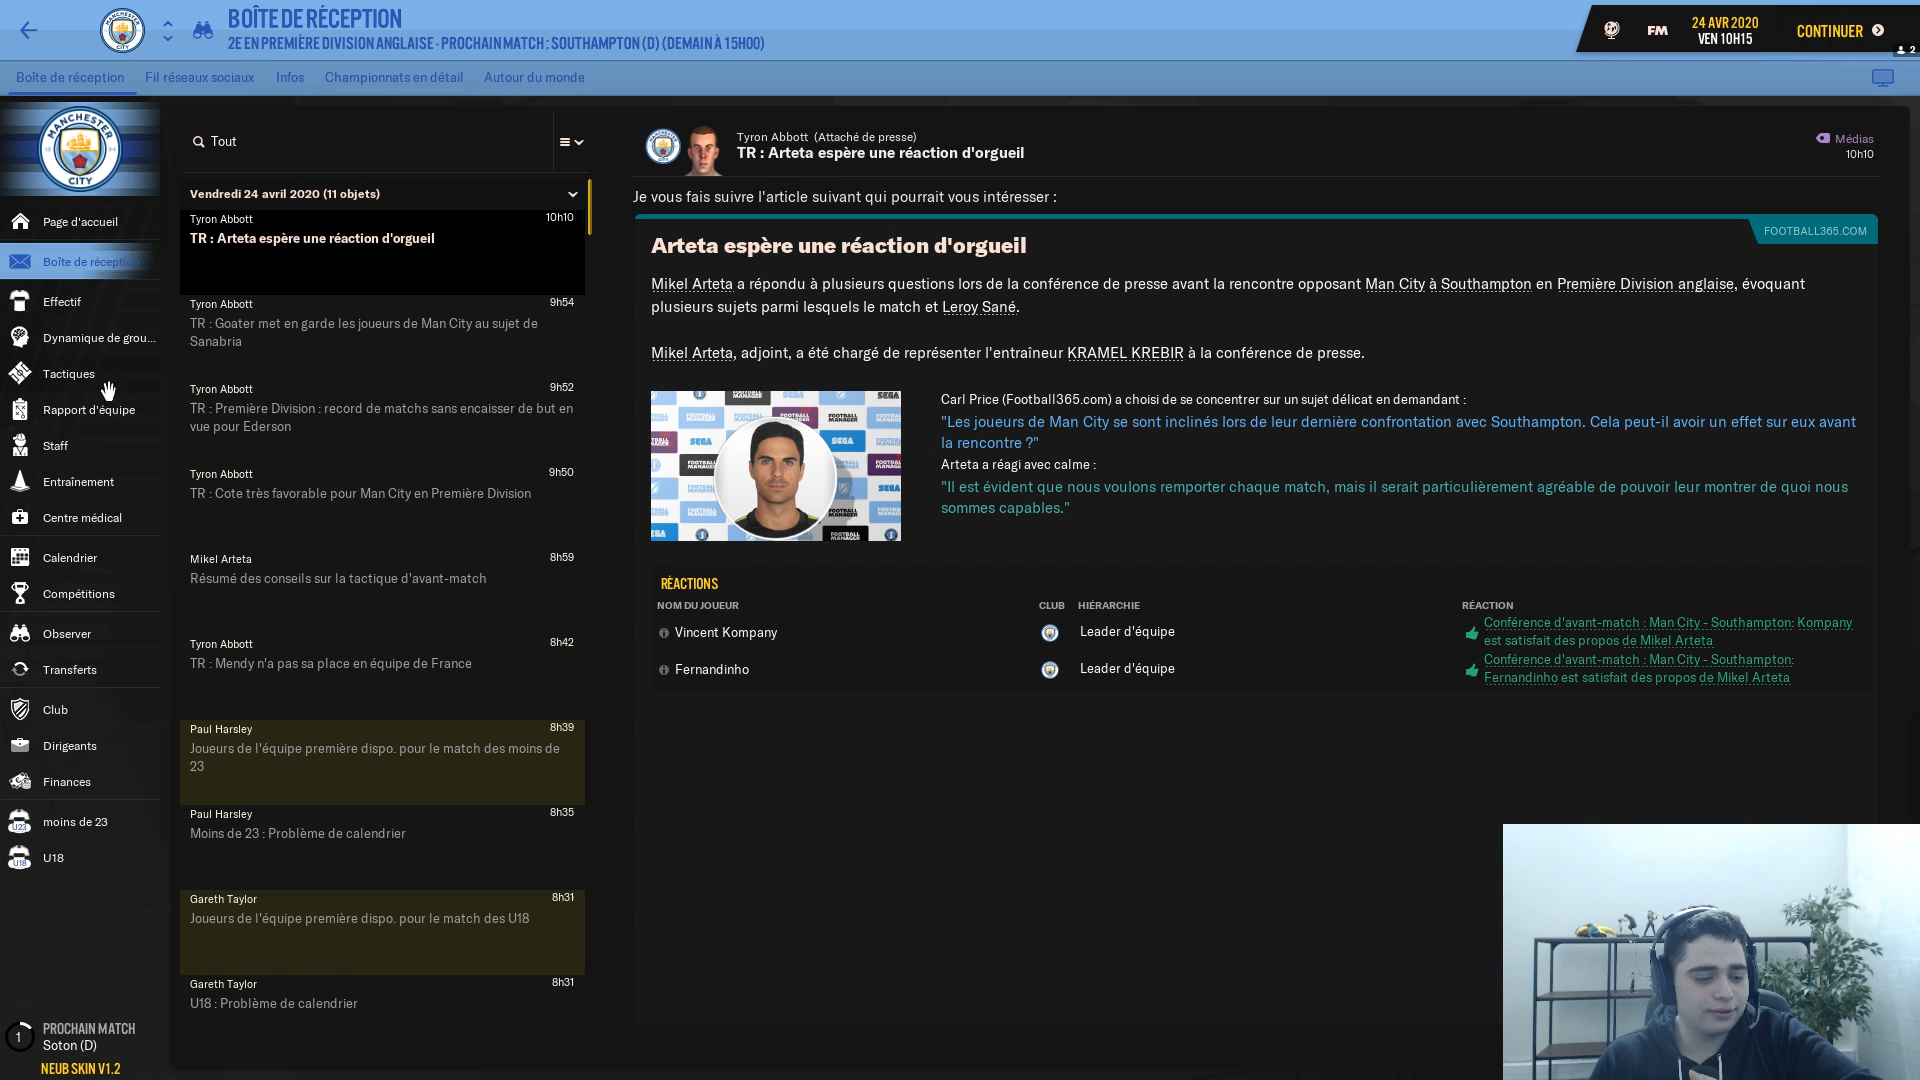 BOÎTE DE RÉCEPTION
2E EN PREMIÈRE DIVISION ANGLAISE - PROCHAIN MATCH : SOUTHAMPTON (D) (DEMAIN À 15H00)
FM
24 AVR 2020
VEN 10H15
CONTINUER
2
Boîte de réception
Fil réseaux sociaux
Infos
Championnats en détail
Autour du monde
MANCHESTER
CITY
Page d'accueil
Boîte de réception
Effectif
Dynamique de grou...
Tactiques
Rapport d'équipe
Staff
Entraînement
Centre médical
Calendrier
Compétitions
Observer
Transferts
Club
Dirigeants
Finances
U23
moins de 23
U18
U18
1
PROCHAIN MATCH
Soton (D)
NEUB SKIN V1.2
Tout
Vendredi 24 avril 2020 (11 objets)
Tyron Abbott 10h10
TR : Arteta espère une réaction d'orgueil
Tyron Abbott 9h54
TR : Goater met en garde les joueurs de Man City au sujet de
Sanabria
Tyron Abbott 9h52
TR : Première Division : record de matchs sans encaisser de but en
vue pour Ederson
Tyron Abbott 9h50
TR : Cote très favorable pour Man City en Première Division
Mikel Arteta 8h59
Résumé des conseils sur la tactique d'avant-match
Tyron Abbott 8h42
TR : Mendy n'a pas sa place en équipe de France
Paul Harsley 8h39
Joueurs de l'équipe première dispo. pour le match des moins de
23
Paul Harsley 8h35
Moins de 23 : Problème de calendrier
Gareth Taylor 8h31
Joueurs de l'équipe première dispo. pour le match des U18
Gareth Taylor 8h31
U18 : Problème de calendrier
Tyron Abbott (Attaché de presse)
TR : Arteta espère une réaction d'orgueil
Médias
10h10
Je vous fais suivre l'article suivant qui pourrait vous intéresser :
FOOTBALL365.COM
Arteta espère une réaction d'orgueil
Mikel Arteta a répondu à plusieurs questions lors de la conférence de presse avant la rencontre opposant Man City à Southampton en Première Division anglaise, évoquant
plusieurs sujets parmi lesquels le match et Leroy Sané.
Mikel Arteta, adjoint, a été chargé de représenter l'entraîneur KRAMEL KREBIR à la conférence de presse.
FOOTBALL MANAGER
SEGA
Carl Price (Football365.com) a choisi de se concentrer sur un sujet délicat en demandant :
"Les joueurs de Man City se sont inclinés lors de leur dernière confrontation avec Southampton. Cela peut-il avoir un effet sur eux avant
la rencontre ?"
Arteta a réagi avec calme :
"Il est évident que nous voulons remporter chaque match, mais il serait particulièrement agréable de pouvoir leur montrer de quoi nous
sommes capables."
RÉACTIONS
NOM DU JOUEUR CLUB HIÉRARCHIE RÉACTION
Vincent Kompany Leader d'équipe
Conférence d'avant-match : Man City - Southampton: Kompany
est satisfait des propos de Mikel Arteta
Fernandinho Leader d'équipe
Conférence d'avant-match : Man City - Southampton:
Fernandinho est satisfait des propos de Mikel Arteta